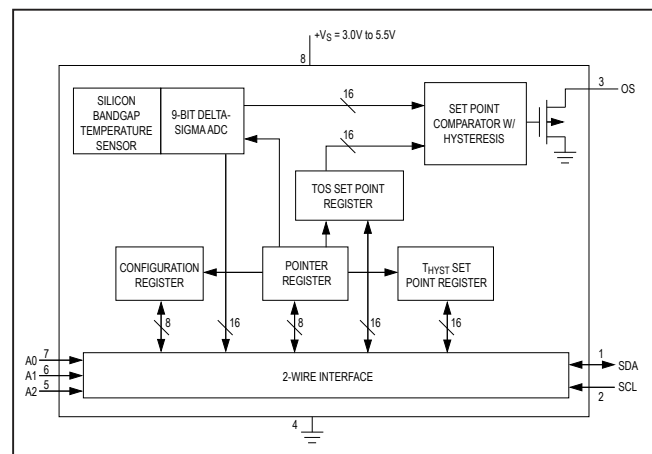 +VS = 3.0V to 5.5V
8
SILICON
BANDGAP
TEMPERATURE
SENSOR
9-BIT DELTA-
SIGMA ADC
16
16
SET POINT
COMPARATOR W/
HYSTERESIS
3
OS
TOS SET POINT
REGISTER
CONFIGURATION
REGISTER
POINTER
REGISTER
THYST SET
POINT REGISTER
8
16
8
16
16
A0
7
A1
6
A2
5
2-WIRE INTERFACE
1
SDA
SCL
2
4